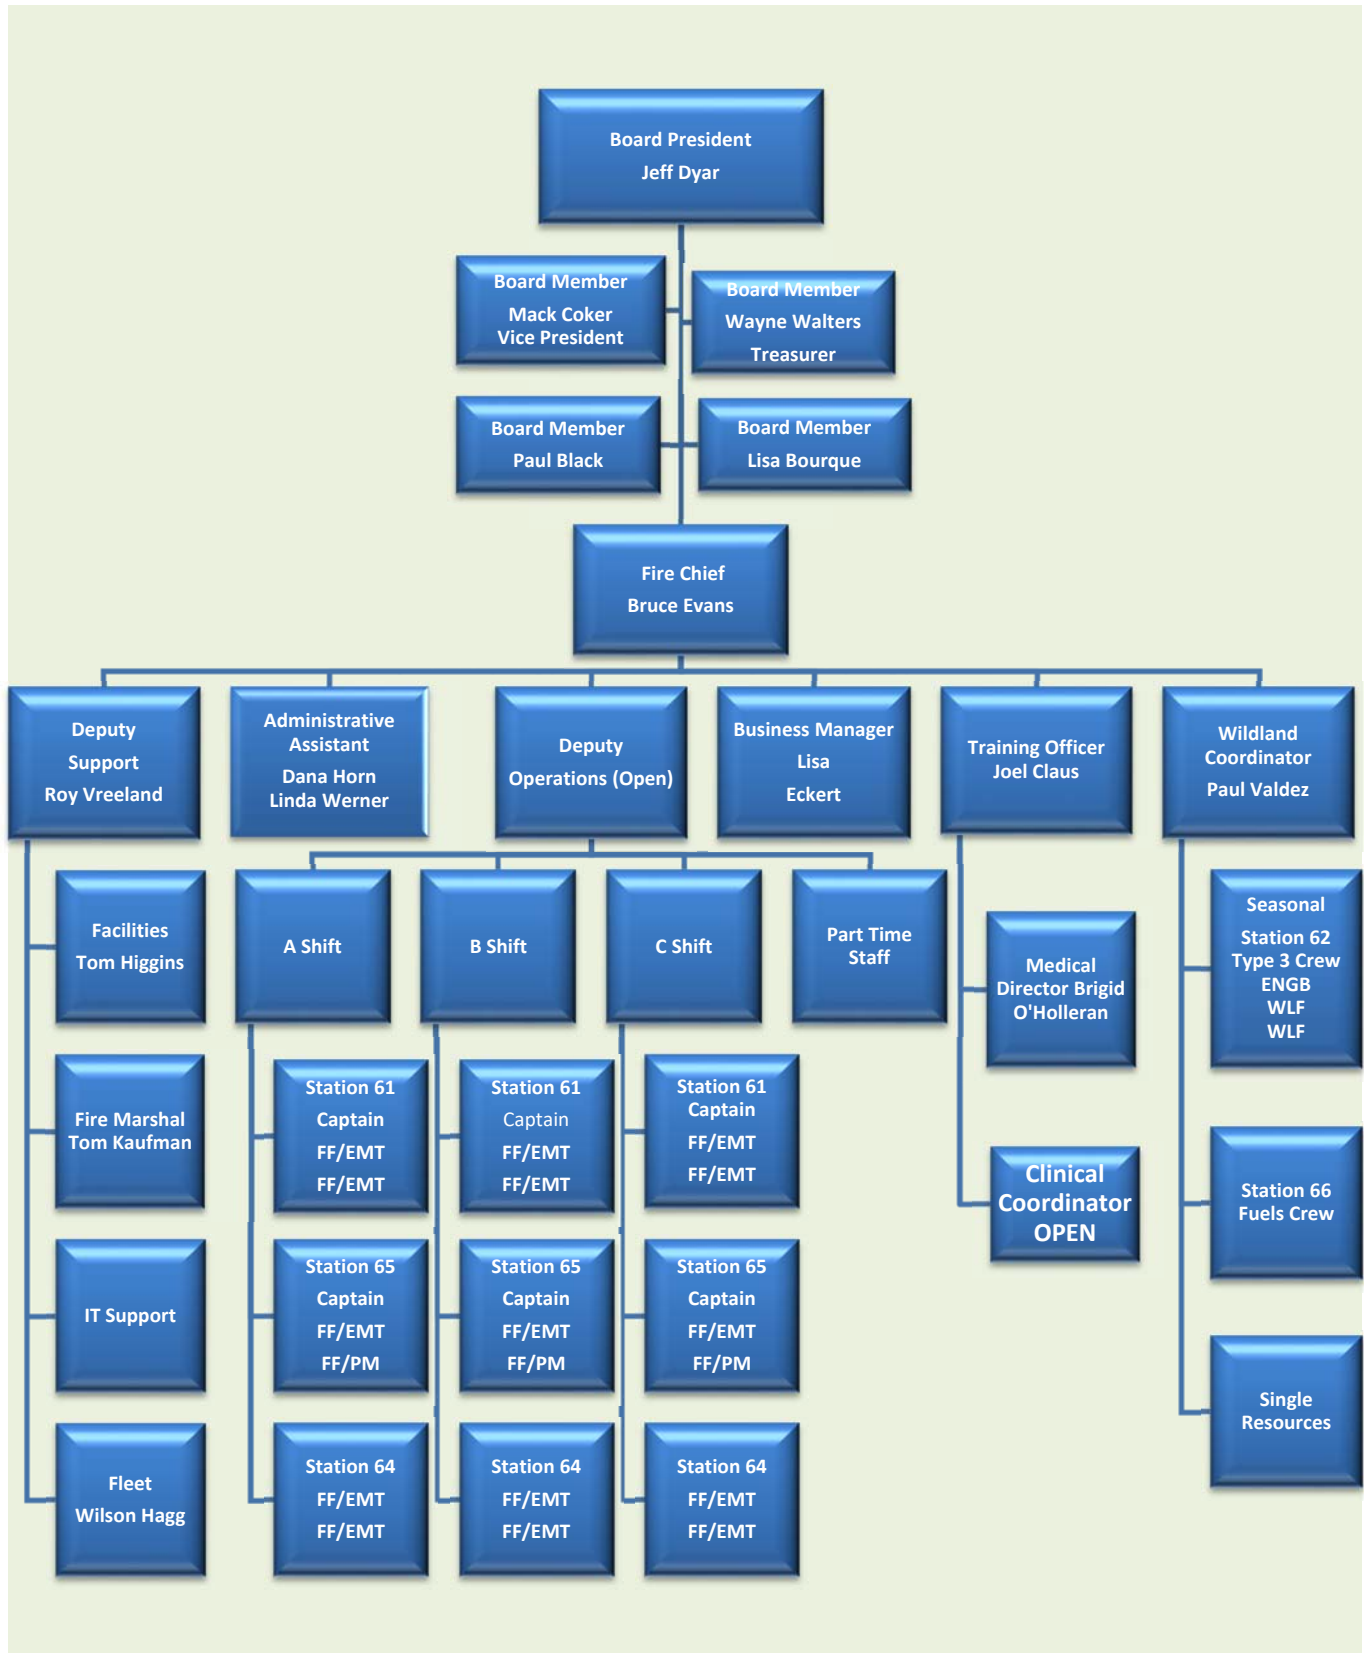 Board President
Jeff Dyar
Board Member
Mack Coker
Vice President
Board Member
Wayne Walters
Treasurer
Board Member
Paul Black
Board Member
Lisa Bourque
Fire Chief
Bruce Evans
Deputy
Support
Roy Vreeland
Administrative
Assistant
Dana Horn
Linda Werner
Deputy
Operations (Open)
Business Manager
Lisa
Eckert
Training Officer
Joel Claus
Wildland
Coordinator
Paul Valdez
Facilities
Tom Higgins
Fire Marshal
Tom Kaufman
IT Support
Fleet
Wilson Hagg
A Shift
Station 61
Captain
FF/EMT
FF/EMT
Station 65
Captain
FF/EMT
FF/PM
Station 64
FF/EMT
FF/EMT
B Shift
Station 61
Captain
FF/EMT
FF/EMT
Station 65
Captain
FF/EMT
FF/PM
Station 64
FF/EMT
FF/EMT
C Shift
Station 61
Captain
FF/EMT
FF/EMT
Station 65
Captain
FF/EMT
FF/PM
Station 64
FF/EMT
FF/EMT
Part Time
Staff
Medical
Director Brigid
O'Holleran
Clinical
Coordinator
OPEN
Seasonal
Station 62
Type 3 Crew
ENGB
WLF
WLF
Station 66
Fuels Crew
Single
Resources